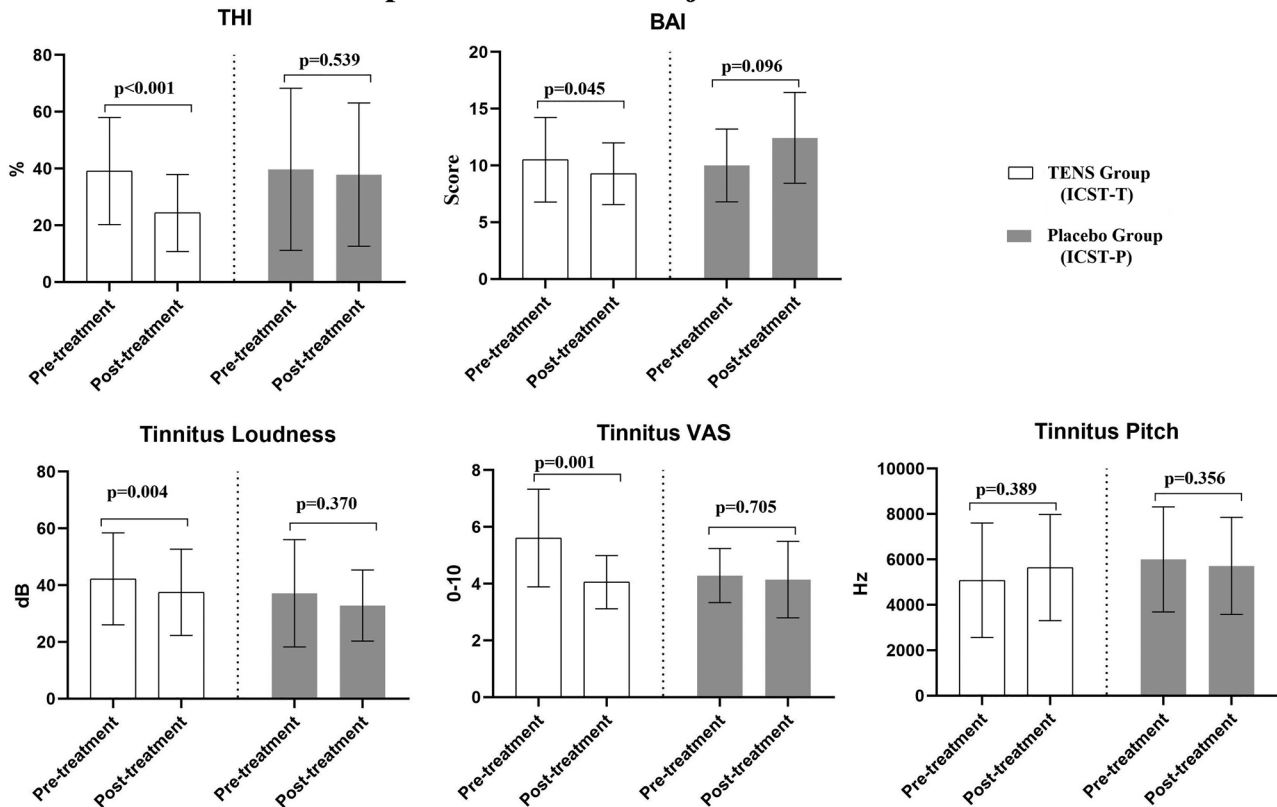 THI
80
60
40
20
0
%
p<0.001
p=0.539
Pre-treatment
Post-treatment
Pre-treatment
Post-treatment
BAI
20
15
10
5
0
Score
p=0.045
p=0.096
Pre-treatment
Post-treatment
Pre-treatment
Post-treatment
TENS Group
(ICST-T)
Placebo Group
(ICST-P)
Tinnitus Loudness
80
60
40
20
0
dB
p=0.004
p=0.370
Pre-treatment
Post-treatment
Pre-treatment
Post-treatment
Tinnitus VAS
8
6
4
2
0
0-10
p=0.001
p=0.705
Pre-treatment
Post-treatment
Pre-treatment
Post-treatment
Tinnitus Pitch
10000
8000
6000
4000
2000
0
Hz
p=0.389
p=0.356
Pre-treatment
Post-treatment
Pre-treatment
Post-treatment